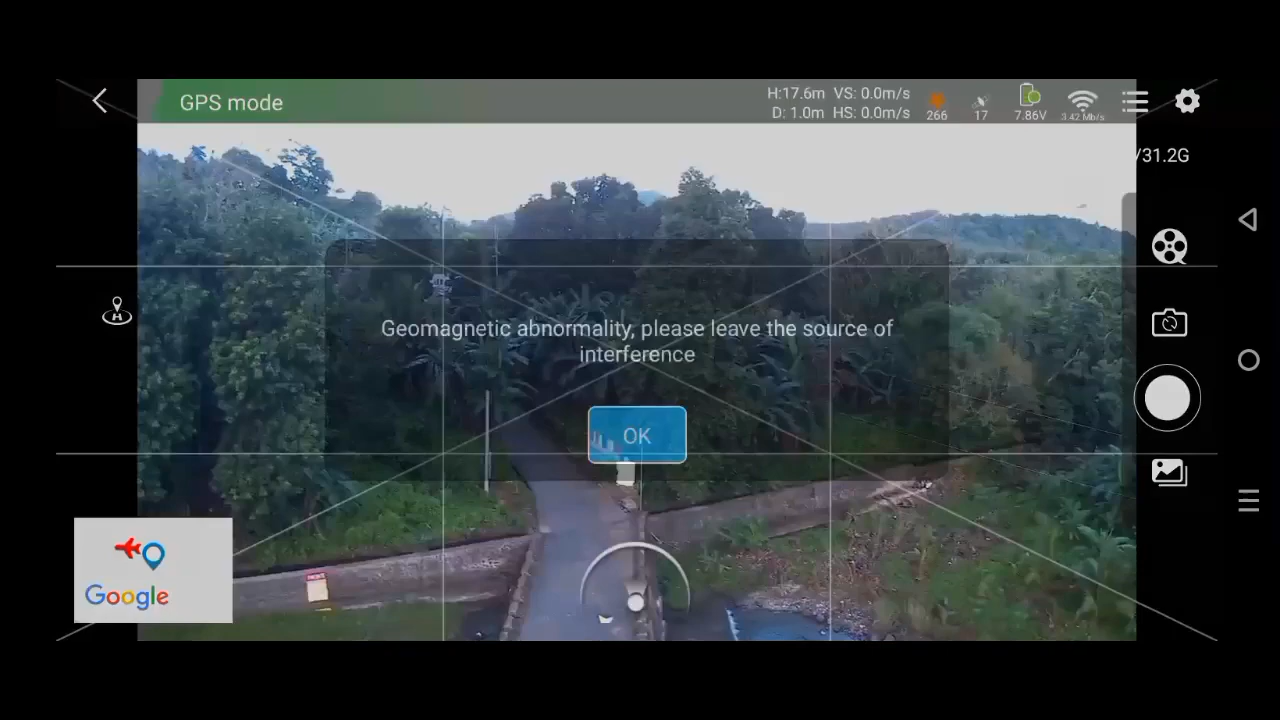 GPS mode
H:17.6m VS: 0.0m/s
D: 1.0m HS: 0.0m/s
266
17
7.86V
3.42 Mb/s
/31.2G
H
Geomagnetic abnormality, please leave the source of
interference
OK
Google